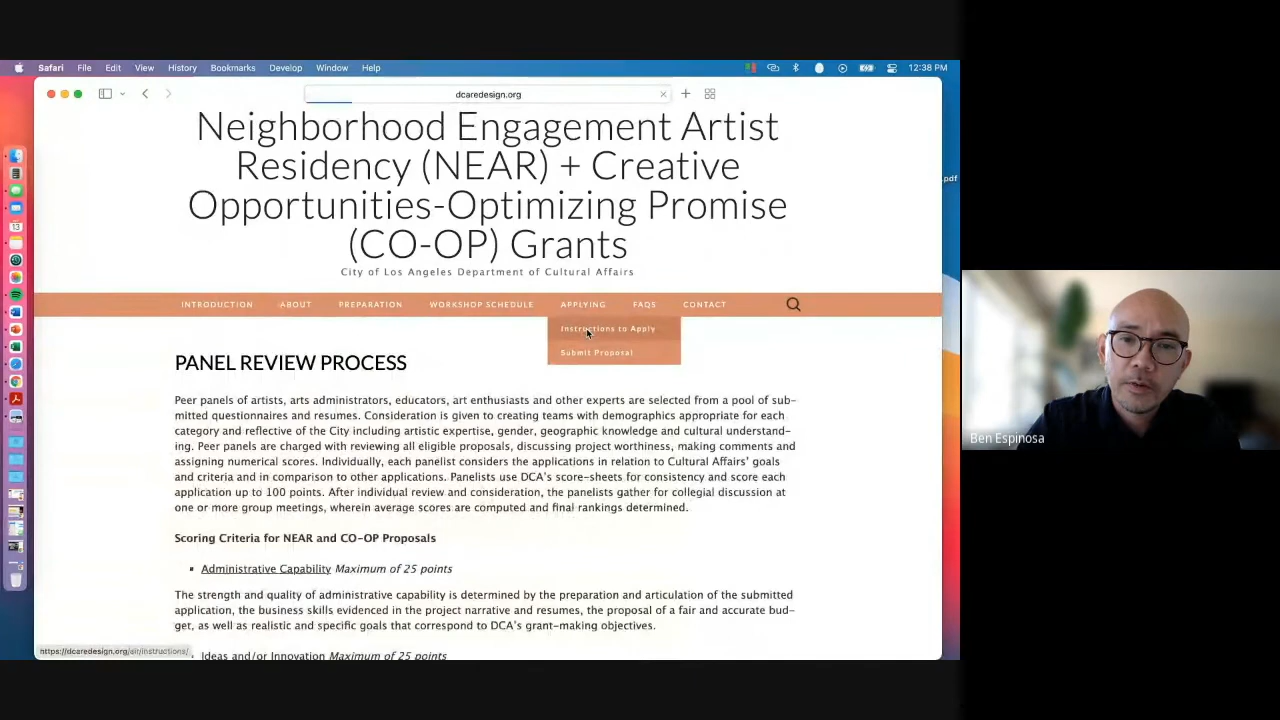 Safari File Edit View History Bookmarks Develop Window Help 12:38 PM
dcaredesign.org
.pdf
Neighborhood Engagement Artist
Residency (NEAR) + Creative
Opportunities-Optimizing Promise
(CO-OP) Grants
City of Los Angeles Department of Cultural Affairs
INTRODUCTION ABOUT PREPARATION WORKSHOP SCHEDULE APPLYING FAQS CONTACT
Instructions to Apply
Submit Proposal
PANEL REVIEW PROCESS
Peer panels of artists, arts administrators, educators, art enthusiasts and other experts are selected from a pool of sub-
mitted questionnaires and resumes. Consideration is given to creating teams with demographics appropriate for each
category and reflective of the City including artistic expertise, gender, geographic knowledge and cultural understand-
ing. Peer panels are charged with reviewing all eligible proposals, discussing project worthiness, making comments and
assigning numerical scores. Individually, each panelist considers the applications in relation to Cultural Affairs' goals
and criteria and in comparison to other applications. Panelists use DCA's score-sheets for consistency and score each
application up to 100 points. After individual review and consideration, the panelists gather for collegial discussion at
one or more group meetings, wherein average scores are computed and final rankings determined.
Scoring Criteria for NEAR and CO-OP Proposals
Administrative Capability Maximum of 25 points
The strength and quality of administrative capability is determined by the preparation and articulation of the submitted
application, the business skills evidenced in the project narrative and resumes, the proposal of a fair and accurate bud-
get, as well as realistic and specific goals that correspond to DCA's grant-making objectives.
Ideas and/or Innovation Maximum of 25 points
https://dcaredesign.org/air/instructions/
Ben Espinosa